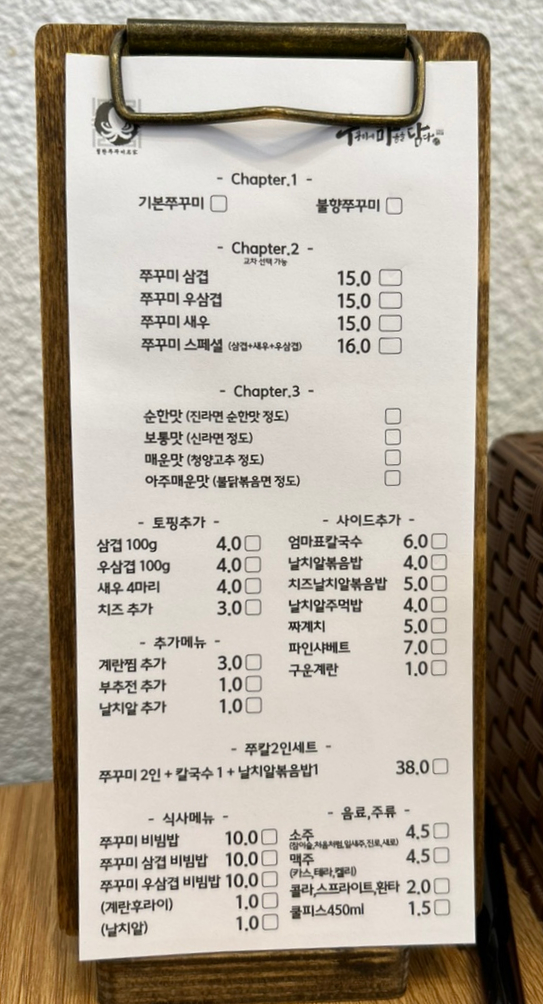 - Chapter.1 -
기본쭈꾸미
불향쭈꾸미
- Chapter.2 -
교차 선택 가능
쭈꾸미 삼겹 15.0
쭈꾸미 우삼겹 15.0
쭈꾸미 새우 15.0
쭈꾸미 스페셜 (삼겹+새우+우삼겹) 16.0
- Chapter.3 -
순한맛 (진라면 순한맛 정도)
보통맛 (신라면 정도)
매운맛 (청양고추 정도)
아주매운맛 (불닭볶음면 정도)
- 토핑추가 -
삼겹 100g 4.0
우삼겹 100g 4.0
새우 4마리 4.0
치즈 추가 3.0
- 추가메뉴 -
계란찜 추가 3.0
부추전 추가 1.0
날치알 추가 1.0
- 사이드추가 -
엄마표칼국수 6.0
날치알볶음밥 4.0
치즈날치알볶음밥 5.0
날치알주먹밥 4.0
짜계치 5.0
파인샤베트 7.0
구운계란 1.0
- 쭈칼2인세트 -
쭈꾸미 2인 + 칼국수 1 + 날치알볶음밥1 38.0
- 식사메뉴 -
쭈꾸미 비빔밥 10.0
쭈꾸미 삼겹 비빔밥 10.0
쭈꾸미 우삼겹 비빔밥 10.0
(계란후라이) 1.0
(날치알) 1.0
- 음료,주류 -
소주 4.5
(참이슬,처음처럼,잎새주,진로,새로)
맥주 4.5
(카스,테라,켈리)
콜라,스프라이트,환타 2.0
쿨피스450ml 1.5